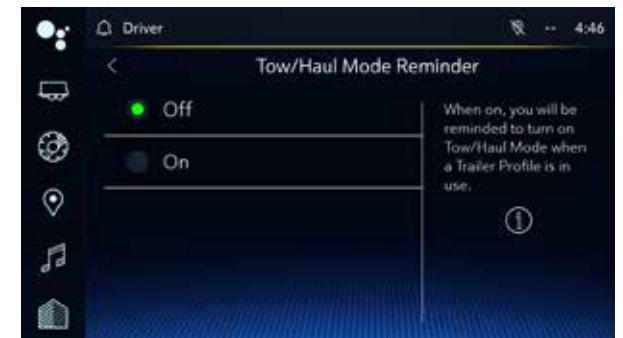 Driver
-- 4:46
Tow/Haul Mode Reminder
Off
On
When on, you will be
reminded to turn on
Tow/Haul Mode when
a Trailer Profile is in
use.